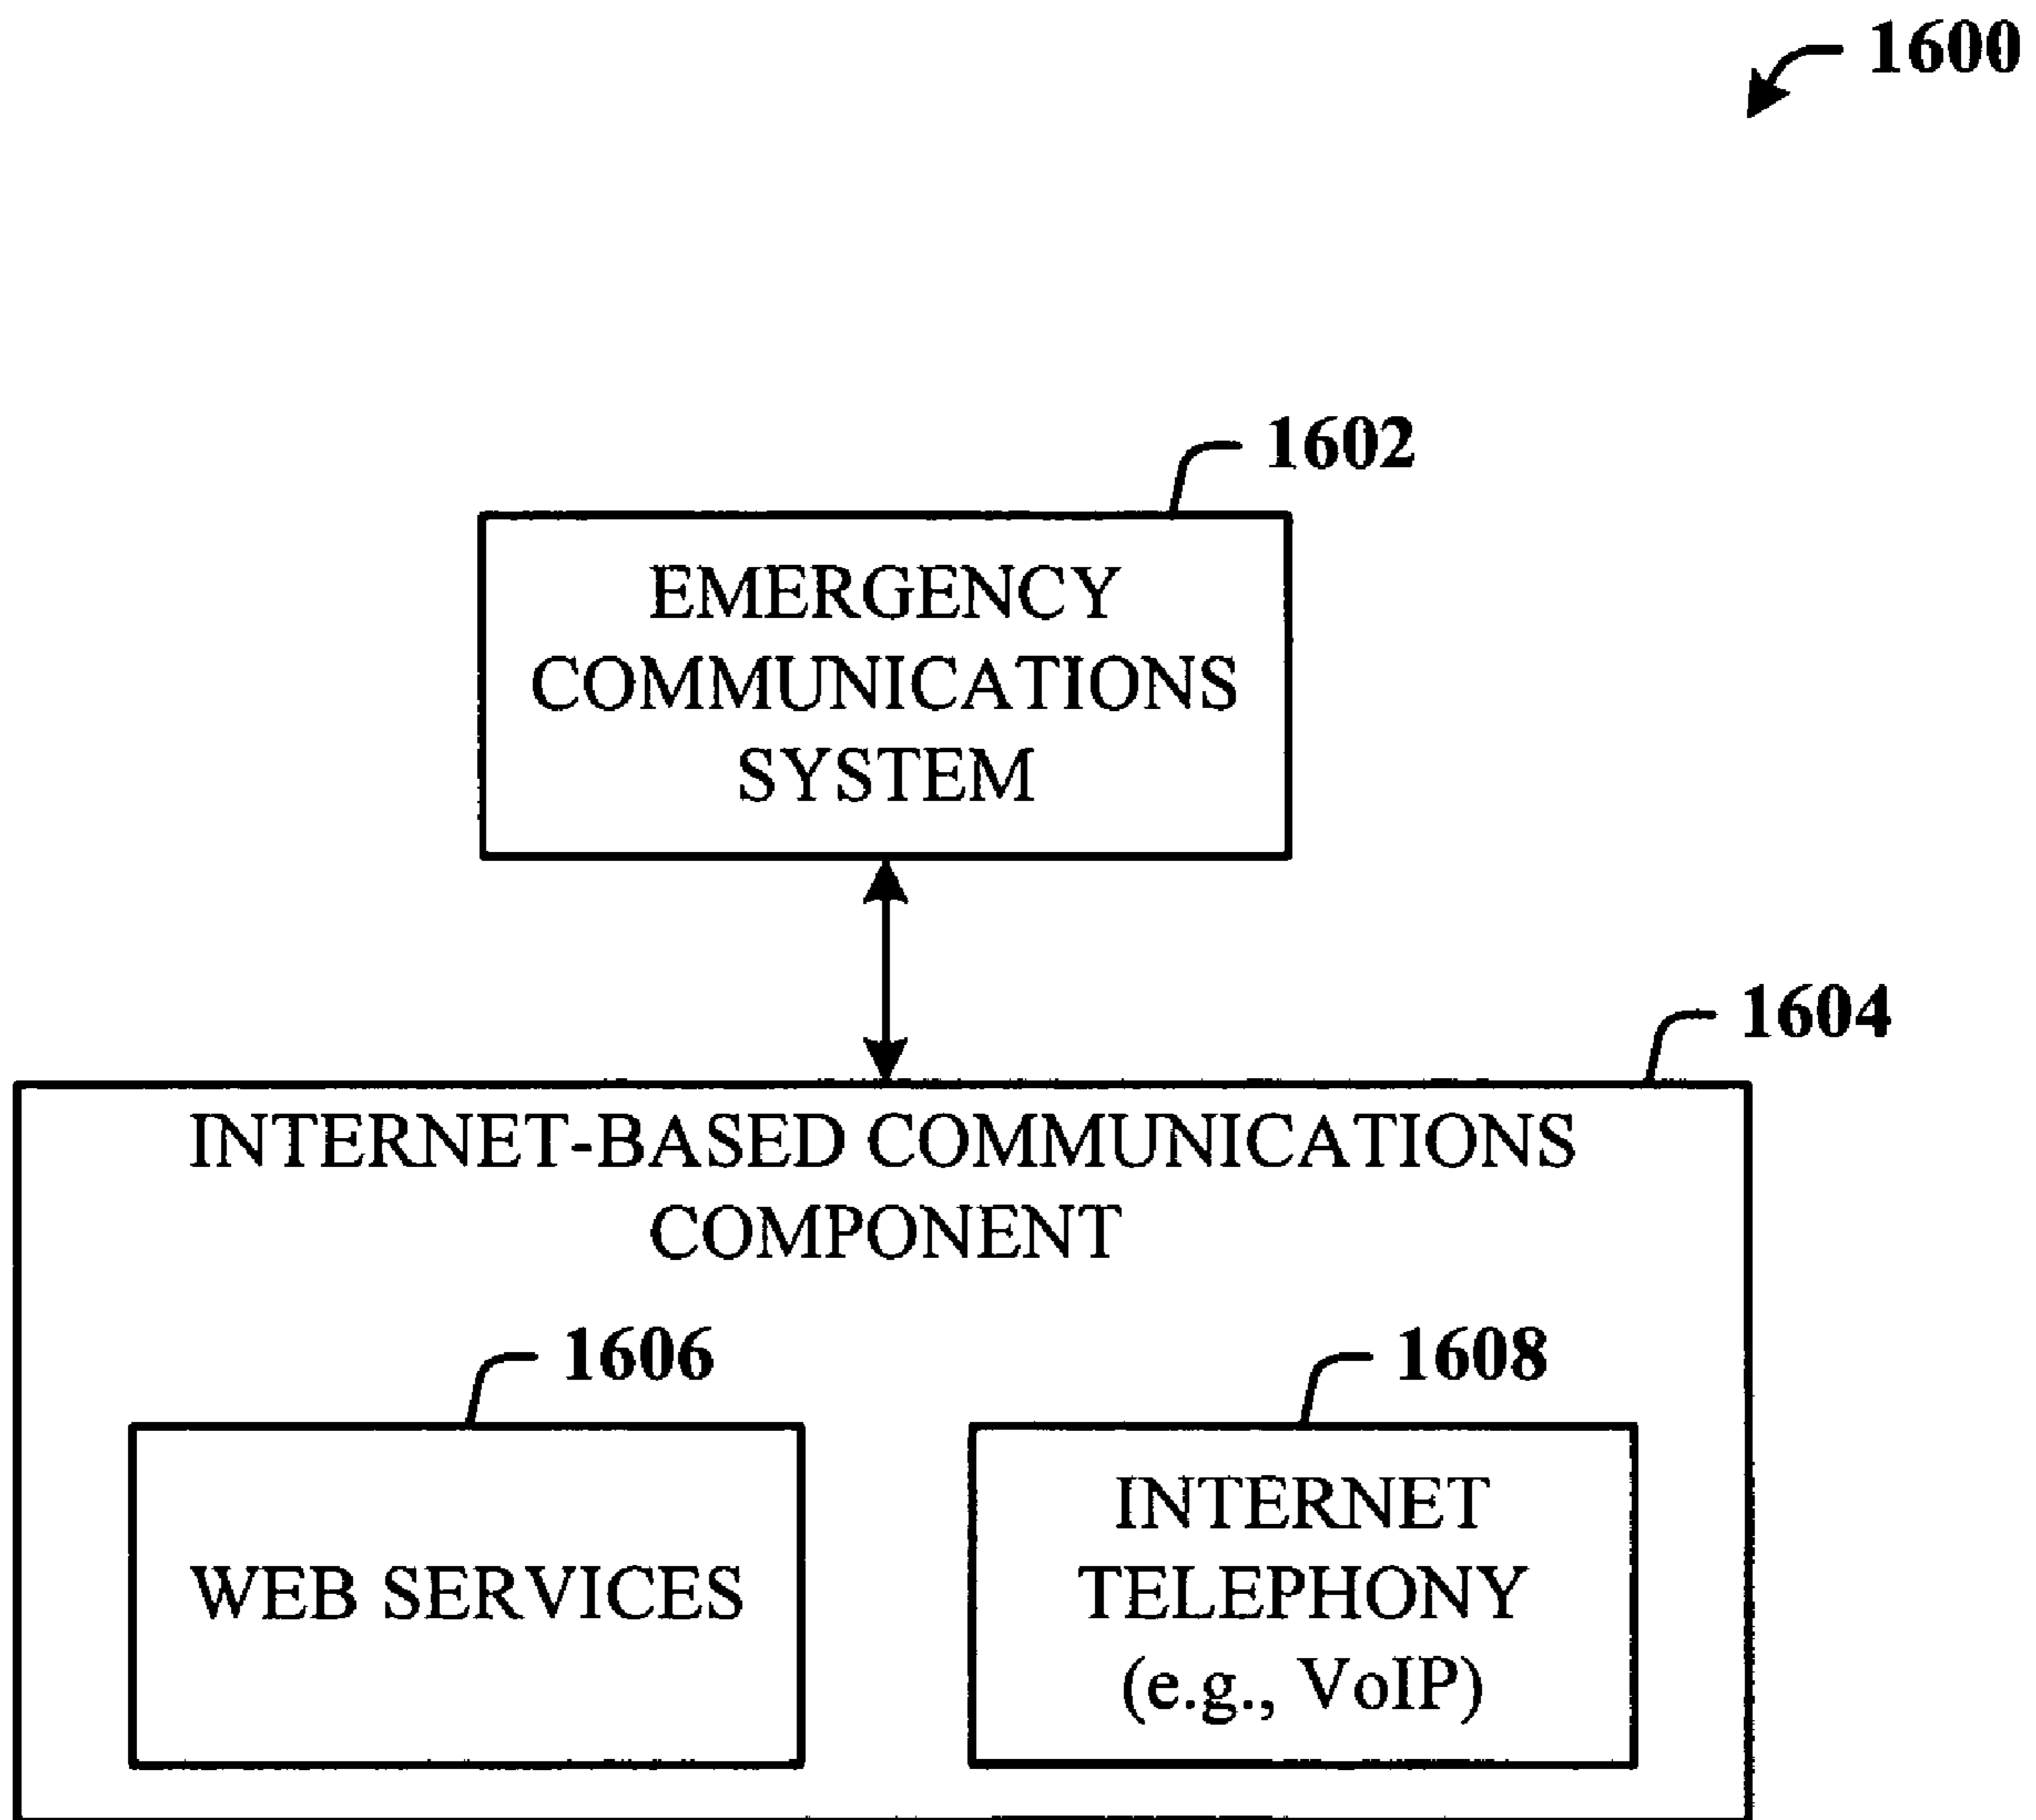 1600
1602
EMERGENCY
COMMUNICATIONS
SYSTEM
1604
INTERNET-BASED COMMUNICATIONS
COMPONENT
1606
1608
WEB SERVICES
INTERNET
TELEPHONY
(e.g., VoIP)